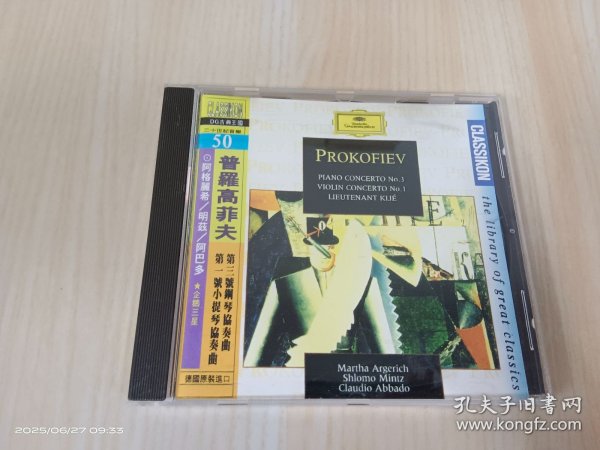 CLASSIKON
DG古典王國
二十世紀音樂
50
普羅高菲夫
⊙阿格麗希/明茲/阿巴多
★企鵝三星
第三號鋼琴協奏曲
第一號小提琴協奏曲
德國原裝進口
Deutsche
Grammophon
PROKOFIEV
PIANO CONCERTO No.3
VIOLIN CONCERTO No.1
LIEUTENANT KIJÉ
Martha Argerich
Shlomo Mintz
Claudio Abbado
CLASSIKON
the library of great classics
2025/06/27 09:33
孔夫子旧书网
www.kongfz.com